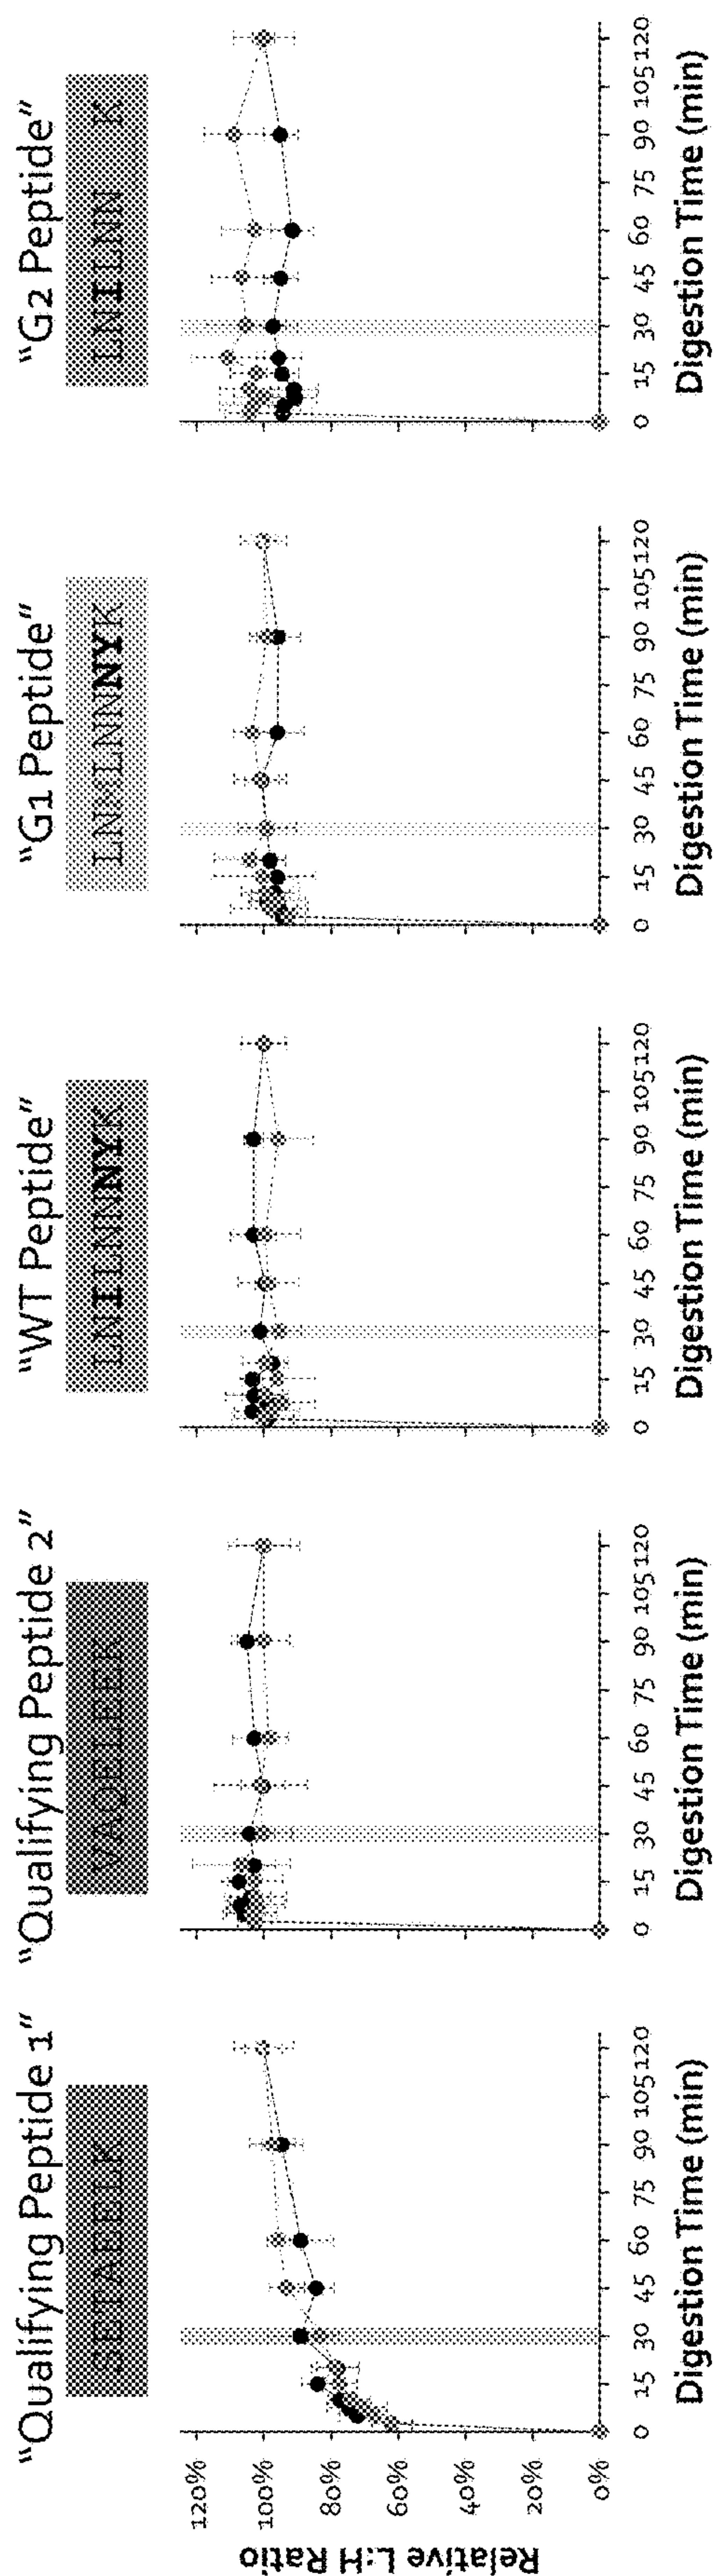 "Qualifying Peptide 1"
"Qualifying Peptide 2"
"WT Peptide"
"G1 Peptide"
"G2 Peptide"
VAQELEEK
LNILNNNYK
LNILNN K
Relative L:H Ratio
120%
100%
80%
60%
40%
20%
0%
0 15 30 45 60 75 90 105 120
0 15 30 45 60 75 90 105 120
0 15 30 45 60 75 90 105 120
0 15 30 45 60 75 90 105 120
0 15 30 45 60 75 90 105 120
Digestion Time (min)
Digestion Time (min)
Digestion Time (min)
Digestion Time (min)
Digestion Time (min)